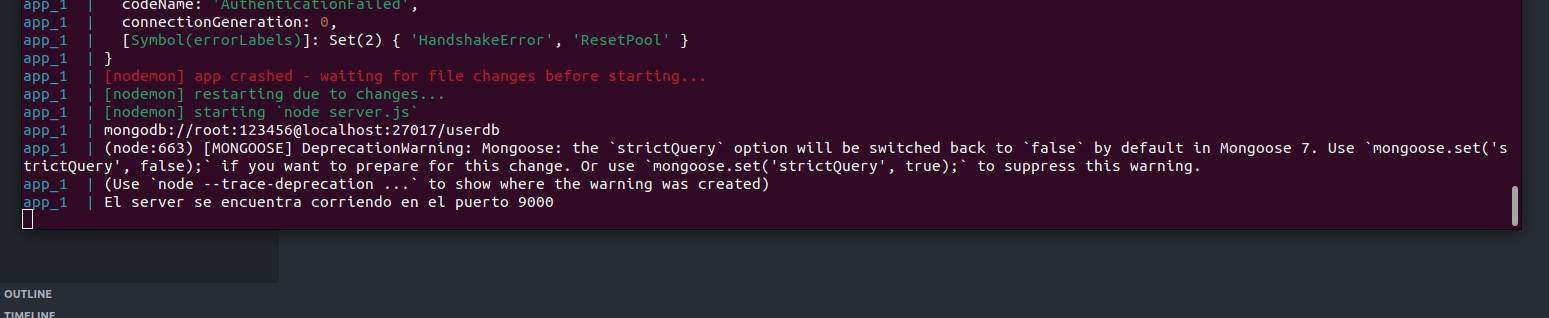 app_1  |   codeName: 'AuthenticationFailed',
app_1  |   connectionGeneration: 0,
app_1  |   [Symbol(errorLabels)]: Set(2) { 'HandshakeError', 'ResetPool' }
app_1  | }
app_1  | [nodemon] app crashed - waiting for file changes before starting...
app_1  | [nodemon] restarting due to changes...
app_1  | [nodemon] starting `node server.js`
app_1  | mongodb://root:123456@localhost:27017/userdb
app_1  | (node:663) [MONGOOSE] DeprecationWarning: Mongoose: the `strictQuery` option will be switched back to `false` by default in Mongoose 7. Use `mongoose.set('s
trictQuery', false);` if you want to prepare for this change. Or use `mongoose.set('strictQuery', true);` to suppress this warning.
app_1  | (Use `node --trace-deprecation ...` to show where the warning was created)
app_1  | El server se encuentra corriendo en el puerto 9000
OUTLINE
TIMELINE